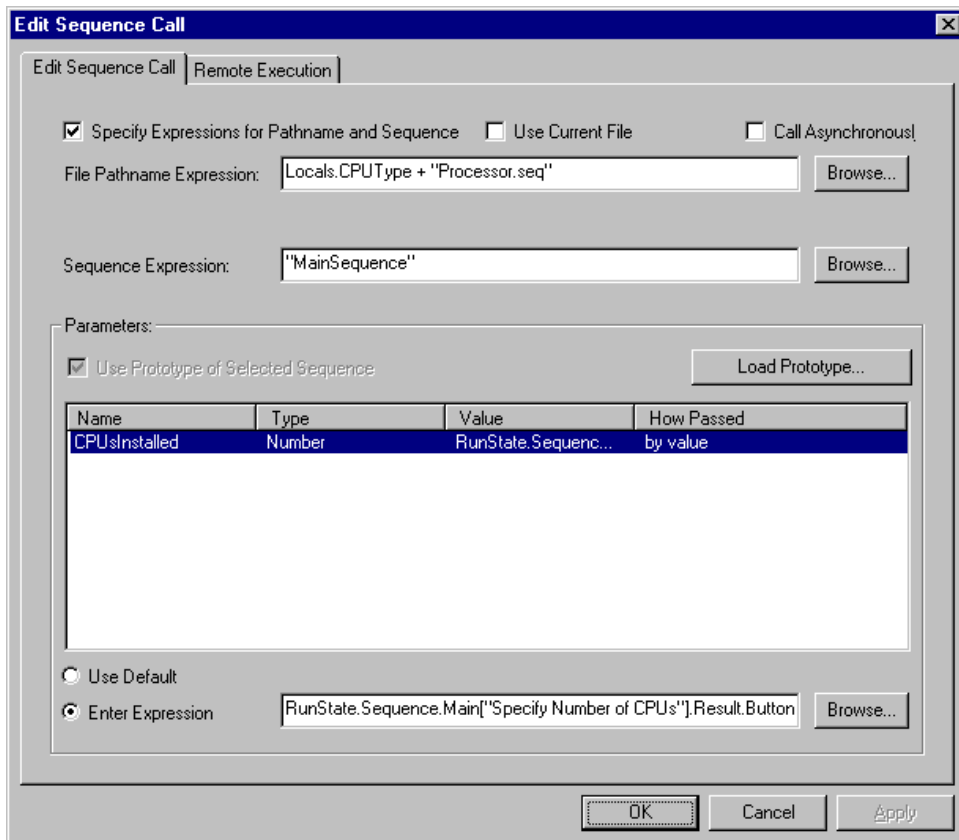 Edit Sequence Call
Edit Sequence Call Remote Execution
Specify Expressions for Pathname and Sequence Use Current File Call Asynchronousl
File Pathname Expression: Locals.CPUType + "Processor.seq" Browse...
Sequence Expression: "MainSequence" Browse...
Parameters:
Use Prototype of Selected Sequence Load Prototype...
Name Type Value How Passed
CPUsInstalled Number RunState.Sequenc... by value
Use Default
Enter Expression RunState.Sequence.Main["Specify Number of CPUs"].Result.Button Browse...
OK Cancel Apply